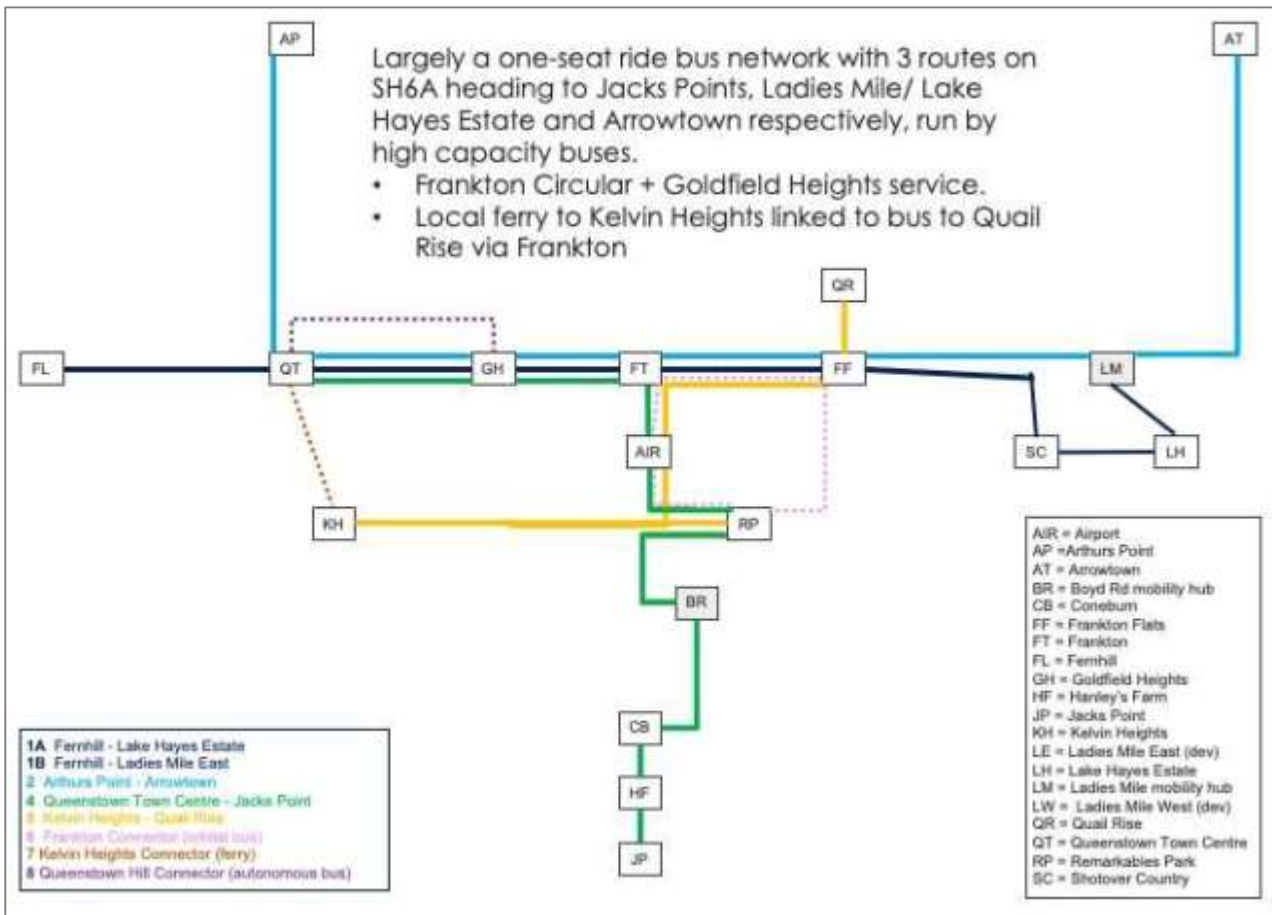 AP
AT
Largely a one-seat ride bus network with 3 routes on
SH6A heading to Jacks Points, Ladies Mile/ Lake
Hayes Estate and Arrowtown respectively, run by
high capacity buses.
• Frankton Circular + Goldfield Heights service.
• Local ferry to Kelvin Heights linked to bus to Quail
Rise via Frankton
QR
FL
QT
GH
FT
FF
LM
AIR
SC
LH
KH
RP
BR
CB
HF
JP
1A Fernhill - Lake Hayes Estate
1B Fernhill - Ladies Mile East
2 Arthurs Point - Arrowtown
4 Queenstown Town Centre - Jacks Point
5 Kelvin Heights - Quail Rise
6 Frankton Connector (orbital bus)
7 Kelvin Heights Connector (ferry)
8 Queenstown Hill Connector (autonomous bus)
AIR = Airport
AP =Arthurs Point
AT = Arrowtown
BR = Boyd Rd mobility hub
CB = Coneburn
FF = Frankton Flats
FT = Frankton
FL = Fernhill
GH = Goldfield Heights
HF = Hanley's Farm
JP = Jacks Point
KH = Kelvin Heights
LE = Ladies Mile East (dev)
LH = Lake Hayes Estate
LM = Ladies Mile mobility hub
LW = Ladies Mile West (dev)
QR = Quail Rise
QT = Queenstown Town Centre
RP = Remarkables Park
SC = Shotover Country